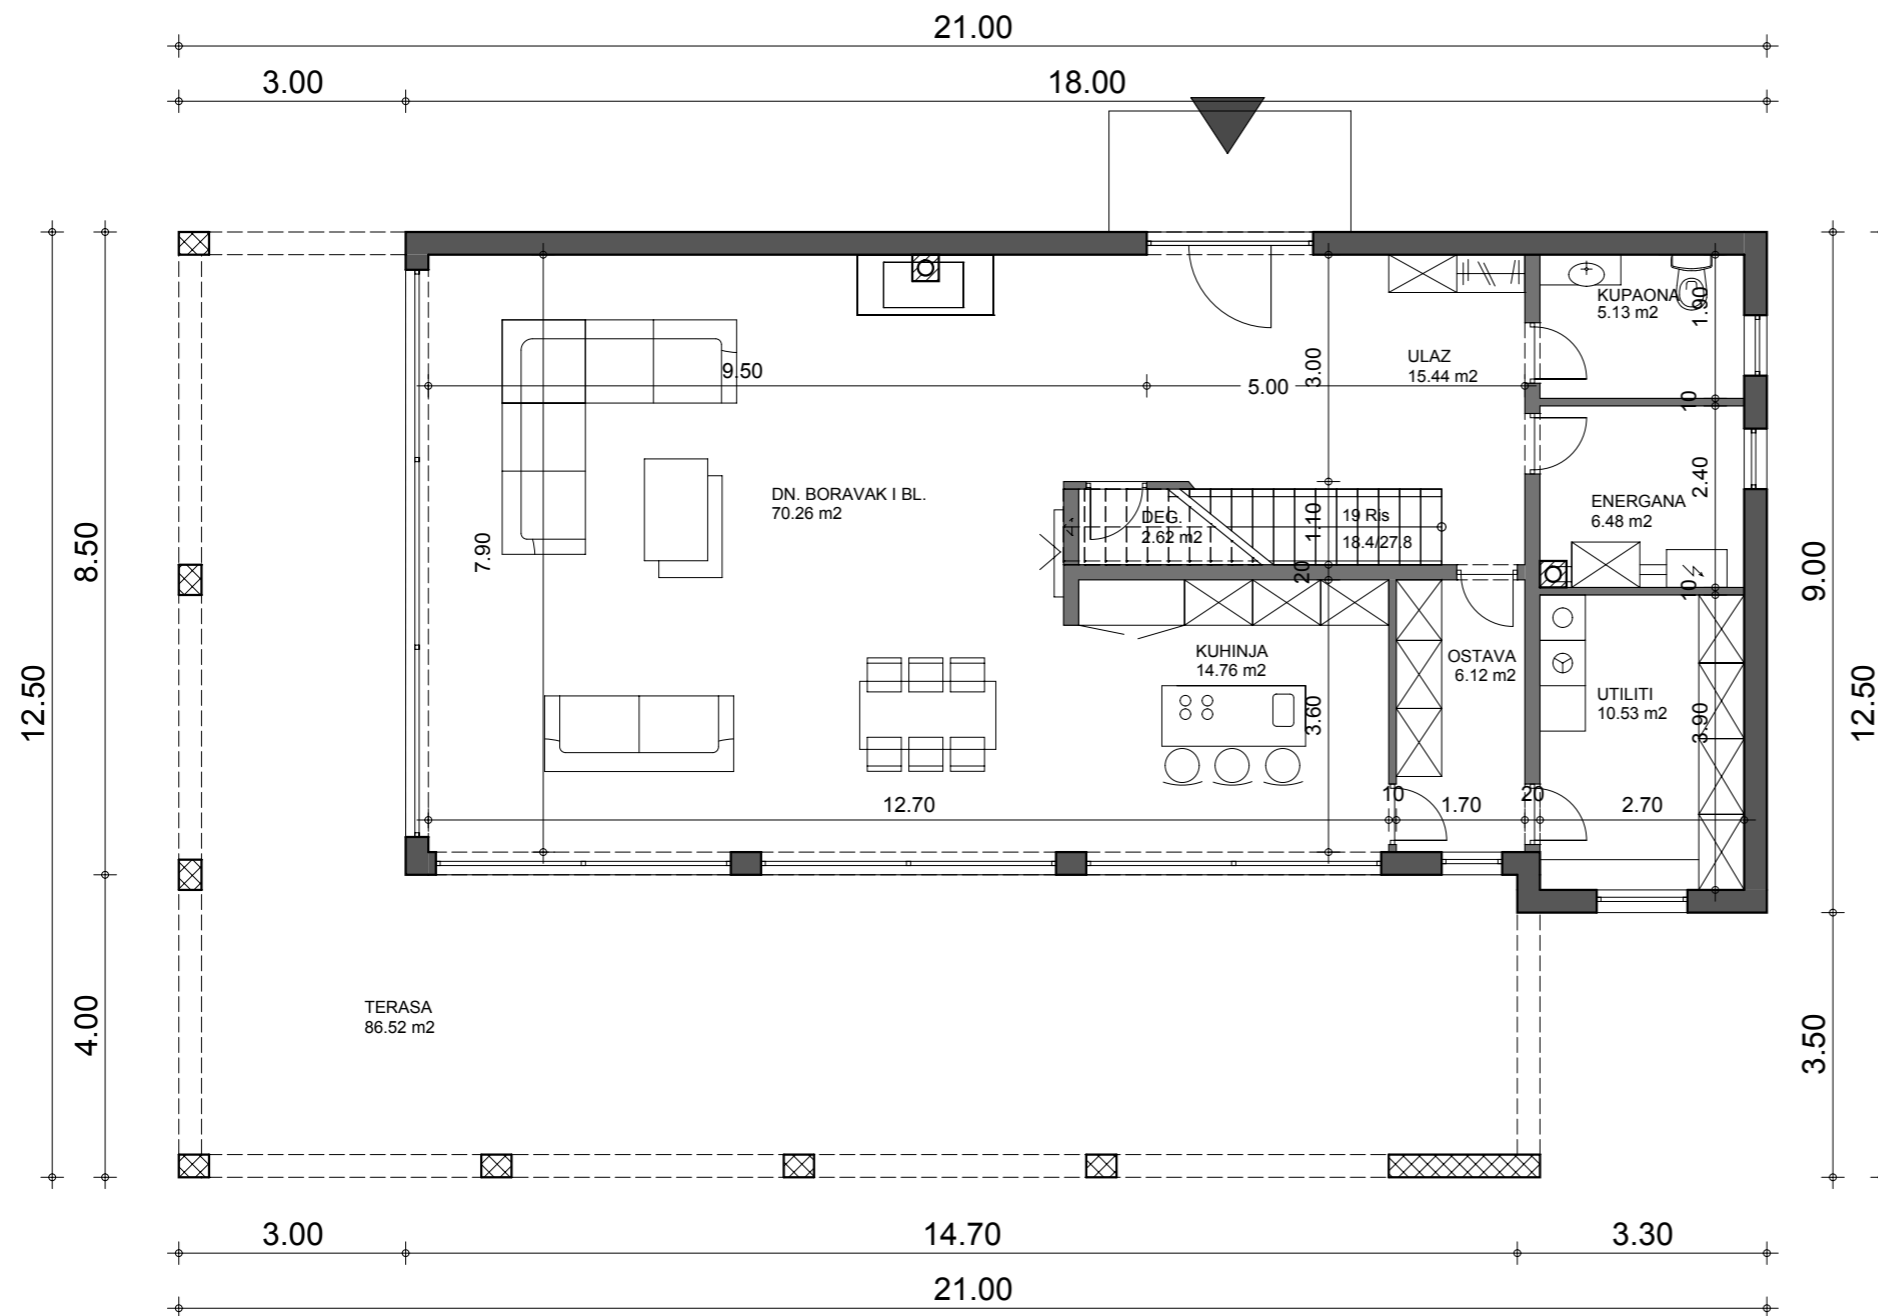 21.00
3.00
18.00
8.50
12.50
4.00
9.50
5.00
3.00
ULAZ
15.44 m2
KUPAONA
5.13 m2
1.90
10
2.40
ENERGANA
6.48 m2
10
DN. BORAVAK I BL.
70.26 m2
7.90
DEG.
2.62 m2
1.10
19 Ris
18.4/27.8
20
KUHINJA
14.76 m2
3.60
OSTAVA
6.12 m2
UTILITI
10.53 m2
3.90
12.70
10
1.70
20
2.70
9.00
12.50
3.50
TERASA
86.52 m2
3.00
14.70
3.30
21.00